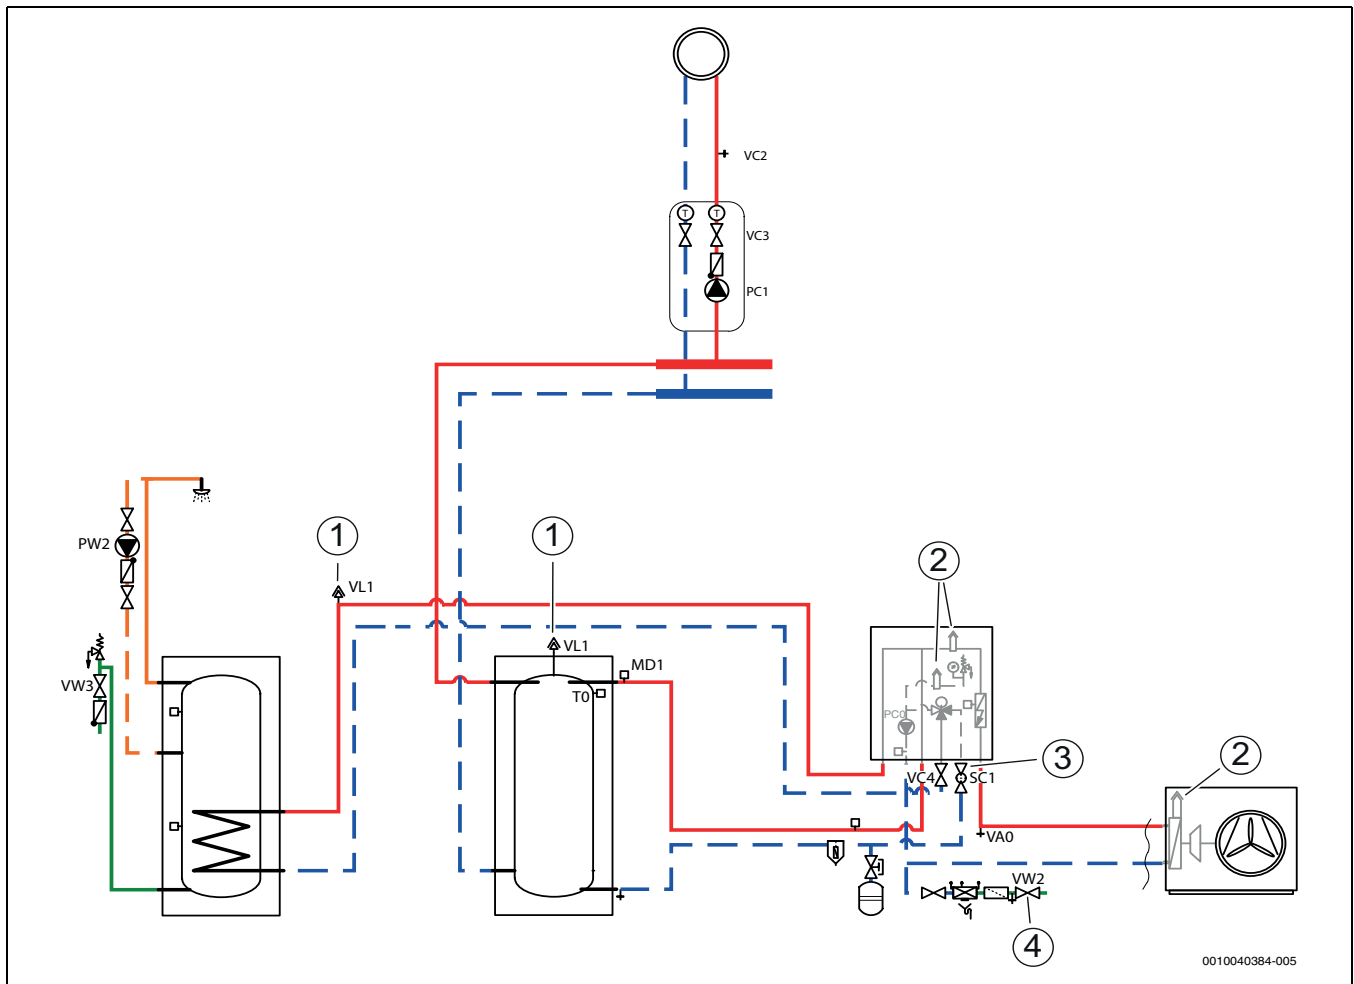 VC2
T T
VC3
PC1
PW2
1
1
2
VL1
VL1
MD1
T0
VW3
PC0
3
2
VC4
SC1
VA0
VW2
4
0010040384-005